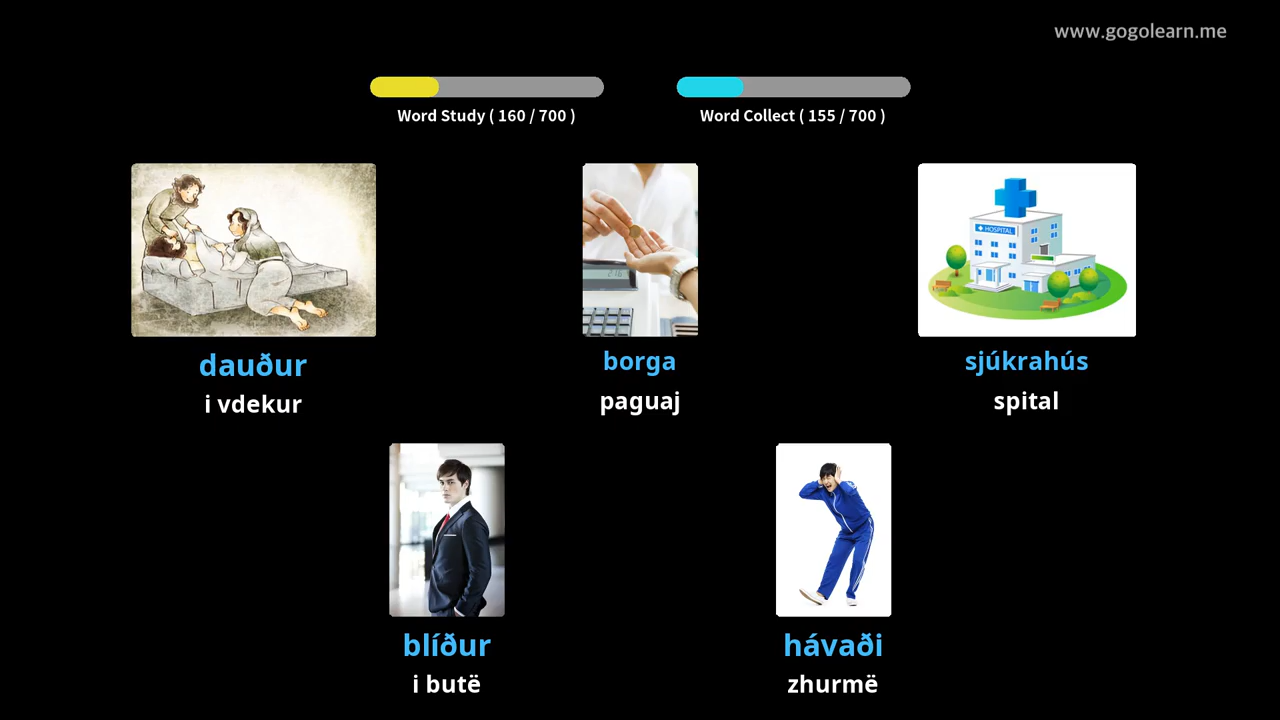 www.gogolearn.me
Word Study ( 160 / 700 )
Word Collect ( 155 / 700 )
HOSPITAL
dauður
i vdekur
borga
paguaj
sjúkrahús
spital
blíður
i butë
hávaði
zhurmë